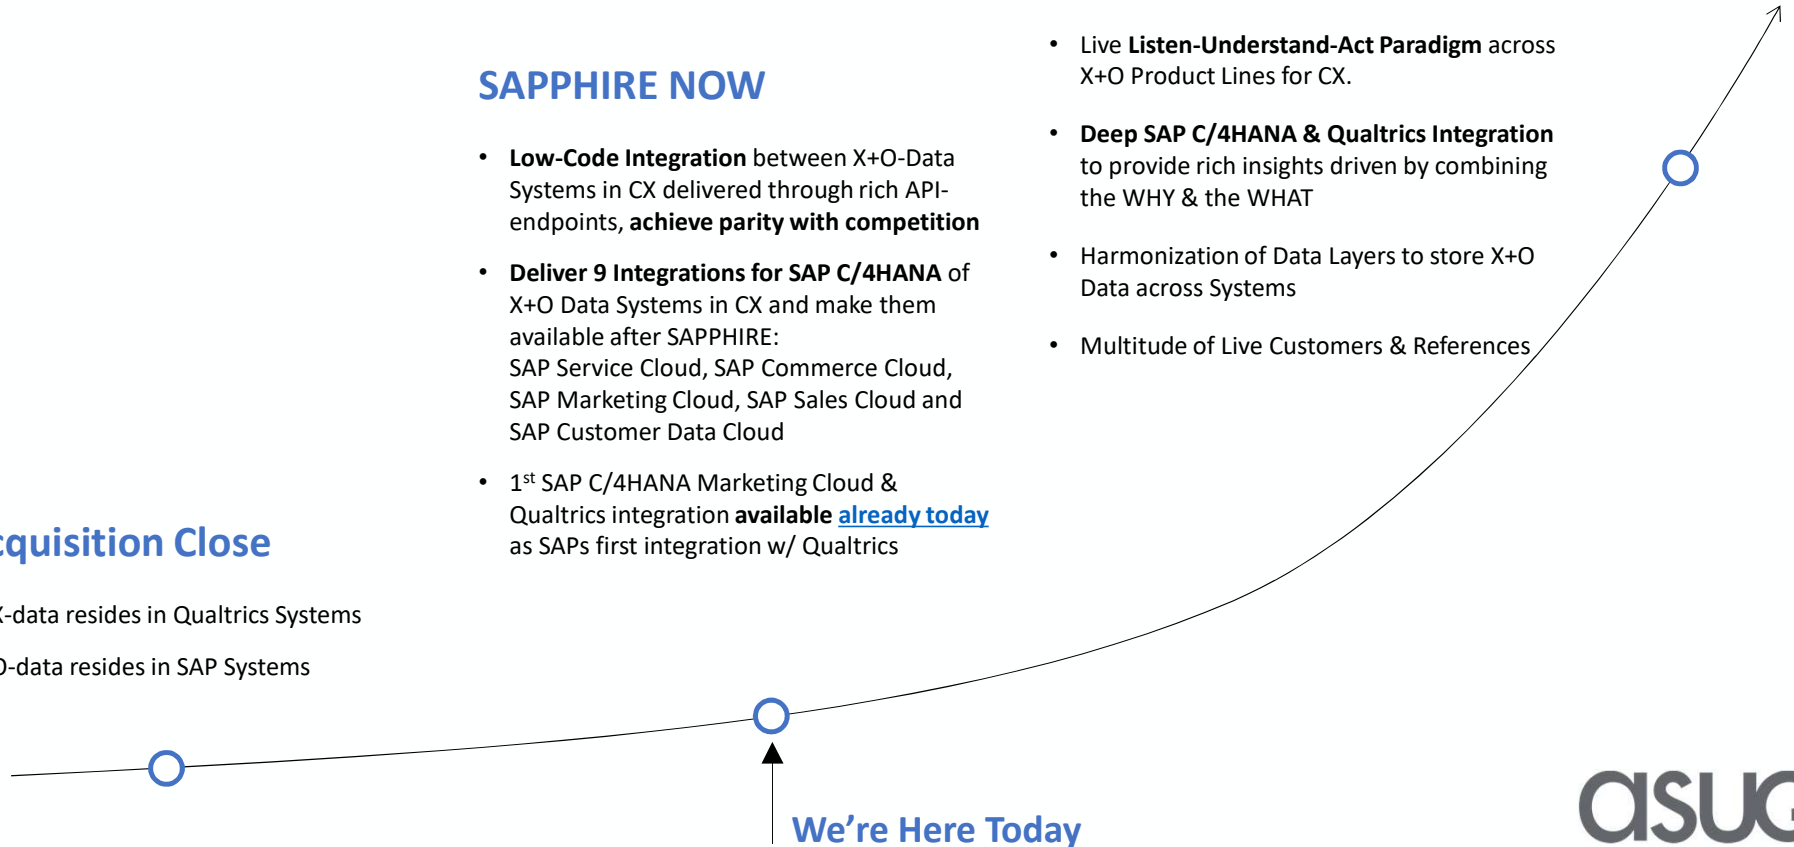 cquisition Close
X-data resides in Qualtrics Systems
O-data resides in SAP Systems
SAPPHIRE NOW
• Low-Code Integration between X+O-Data
Systems in CX delivered through rich API-
endpoints, achieve parity with competition
• Deliver 9 Integrations for SAP C/4HANA of
X+O Data Systems in CX and make them
available after SAPPHIRE:
SAP Service Cloud, SAP Commerce Cloud,
SAP Marketing Cloud, SAP Sales Cloud and
SAP Customer Data Cloud
• 1st SAP C/4HANA Marketing Cloud &
Qualtrics integration available already today
as SAPs first integration w/ Qualtrics
• Live Listen-Understand-Act Paradigm across
X+O Product Lines for CX.
• Deep SAP C/4HANA & Qualtrics Integration
to provide rich insights driven by combining
the WHY & the WHAT
• Harmonization of Data Layers to store X+O
Data across Systems
• Multitude of Live Customers & References
We’re Here Today
asug